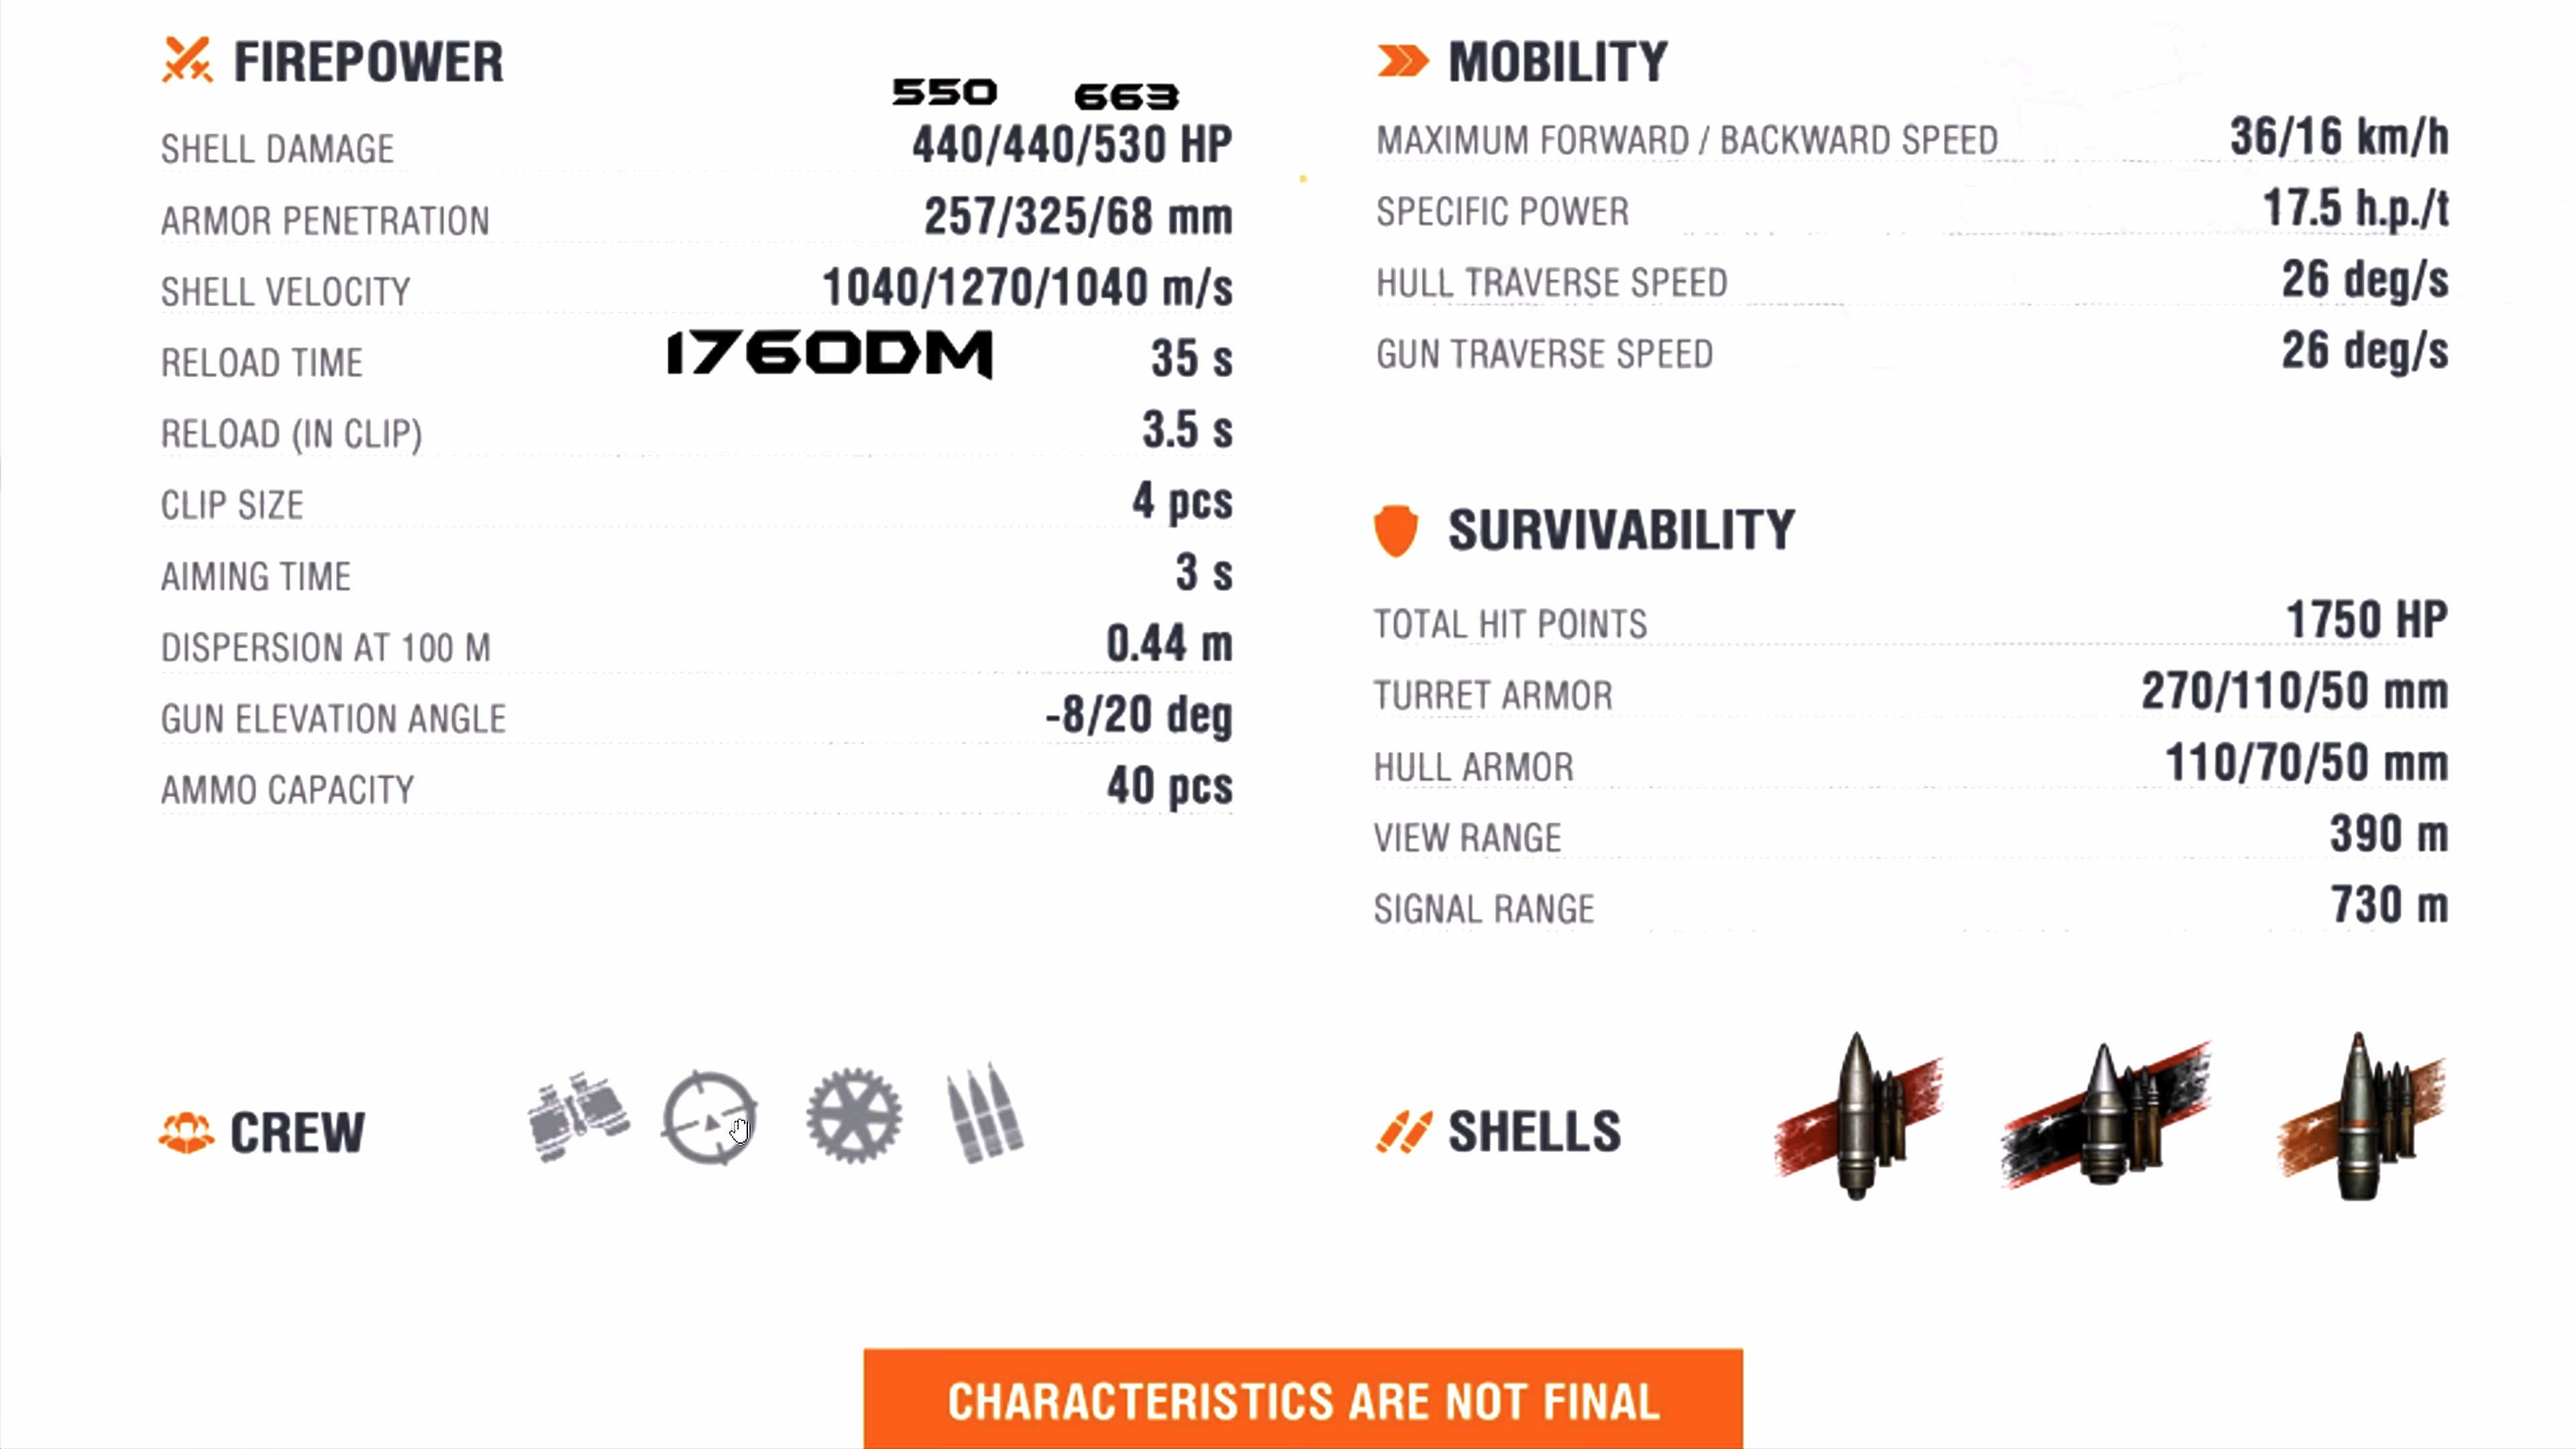 FIREPOWER
550 663
SHELL DAMAGE 440/440/530 HP
ARMOR PENETRATION 257/325/68 mm
SHELL VELOCITY 1040/1270/1040 m/s
RELOAD TIME 1760DM 35 s
RELOAD (IN CLIP) 3.5 s
CLIP SIZE 4 pcs
AIMING TIME 3 s
DISPERSION AT 100 M 0.44 m
GUN ELEVATION ANGLE -8/20 deg
AMMO CAPACITY 40 pcs
MOBILITY
MAXIMUM FORWARD / BACKWARD SPEED 36/16 km/h
SPECIFIC POWER 17.5 h.p./t
HULL TRAVERSE SPEED 26 deg/s
GUN TRAVERSE SPEED 26 deg/s
SURVIVABILITY
TOTAL HIT POINTS 1750 HP
TURRET ARMOR 270/110/50 mm
HULL ARMOR 110/70/50 mm
VIEW RANGE 390 m
SIGNAL RANGE 730 m
CREW
SHELLS
CHARACTERISTICS ARE NOT FINAL